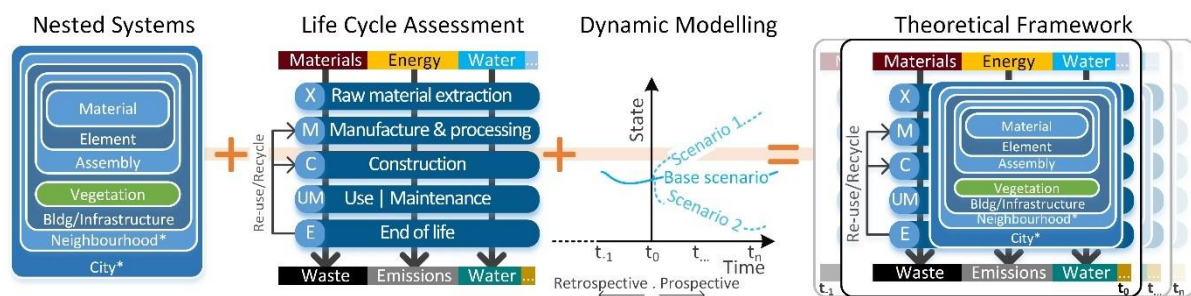 Nested Systems
Material
Element
Assembly
Vegetation
Bldg/Infrastructure
Neighbourhood*
City*
+
Life Cycle Assessment
Materials Energy Water ...
X Raw material extraction
M Manufacture & processing
C Construction
UM Use | Maintenance
E End of life
Re-use/Recycle
Waste Emissions Water ...
+
Dynamic Modelling
State
Scenario 1
Base scenario
Scenario 2
t-1 t0 t... tn
Time
Retrospective . Prospective
=
Theoretical Framework
M
Materials Energy Water ...
X
M
C
UM
E
Re-use/Recycle
Material
Element
Assembly
Vegetation
Bldg/Infrastructure
Neighbourhood*
City*
Waste Emissions Water ...
t-1 t0 t... tn